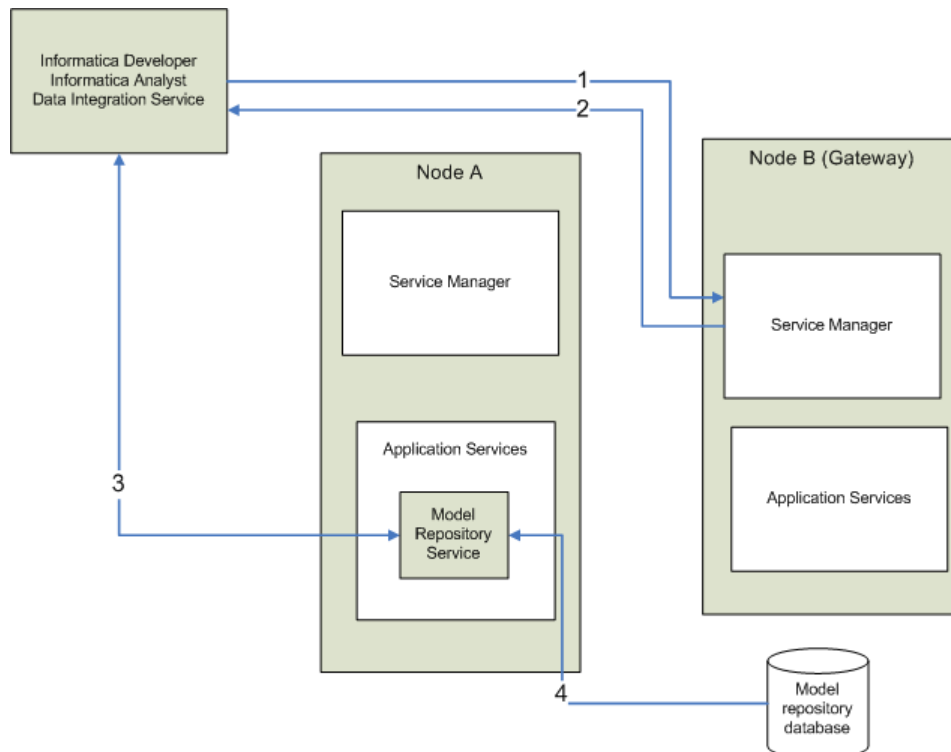 Informatica Developer
Informatica Analyst
Data Integration Service
1
2
Node A
Node B (Gateway)
Service Manager
Service Manager
Application Services
Application Services
3
Model
Repository
Service
4
Model
repository
database